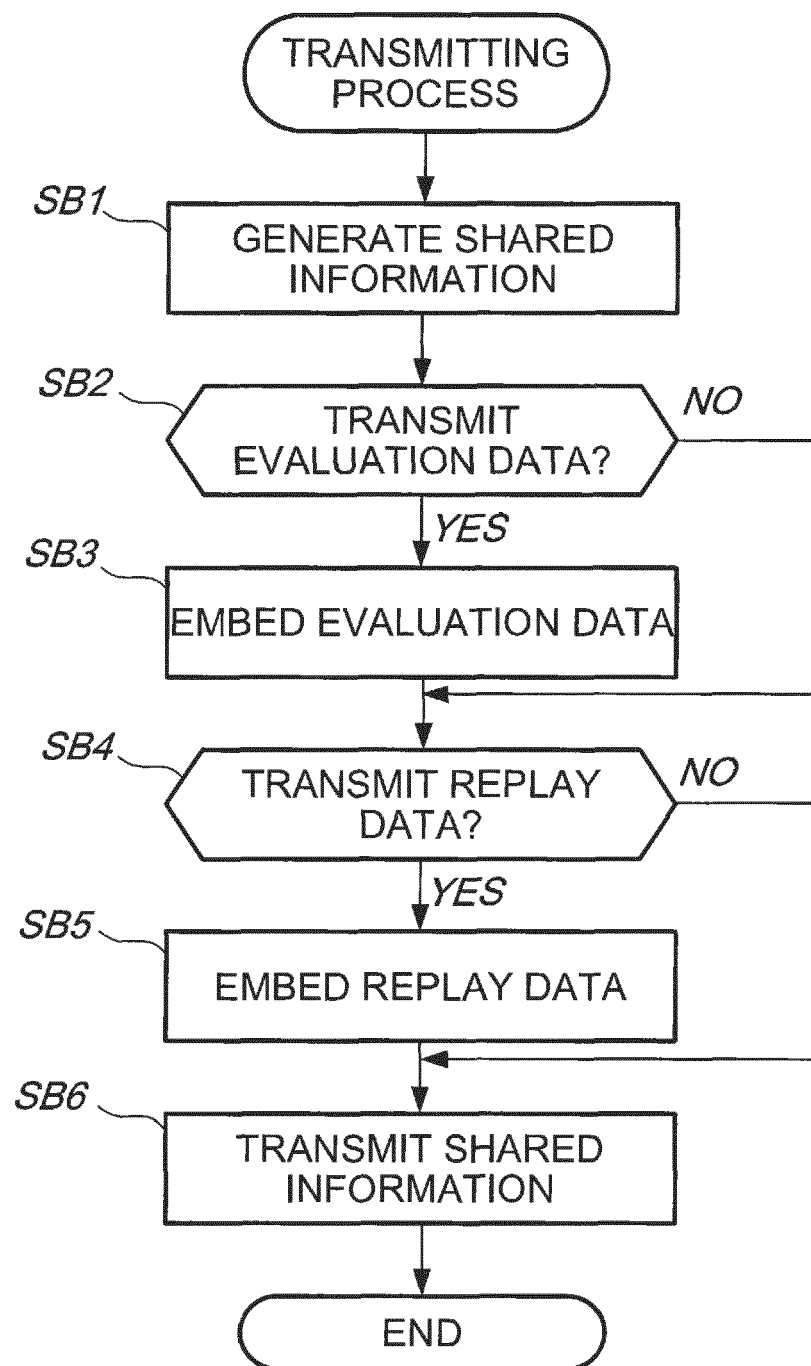 TRANSMITTING
PROCESS
SB1
GENERATE SHARED
INFORMATION
SB2
TRANSMIT
EVALUATION DATA?
NO
YES
SB3
EMBED EVALUATION DATA
SB4
TRANSMIT REPLAY
DATA?
NO
YES
SB5
EMBED REPLAY DATA
SB6
TRANSMIT SHARED
INFORMATION
END